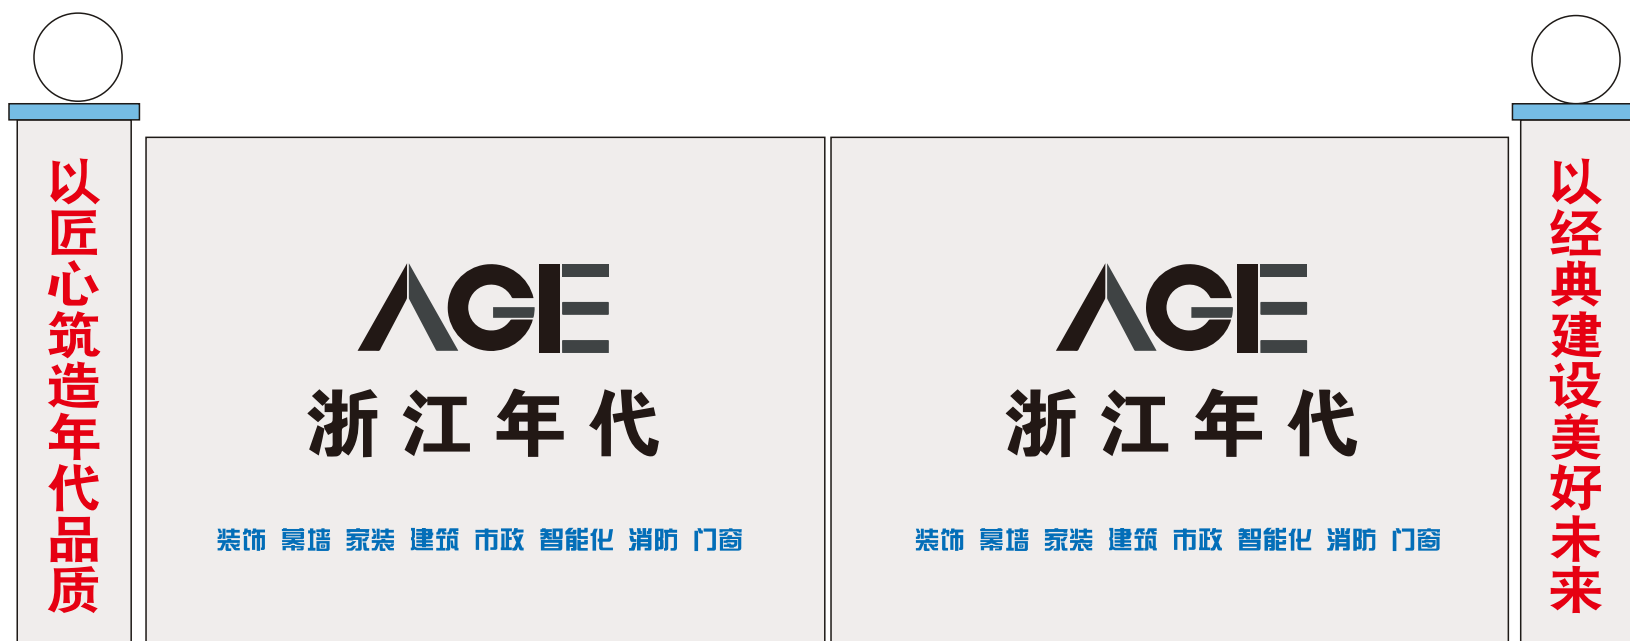 以匠心筑造年代品质
AGE
浙江年代
装饰 幕墙 家装 建筑 市政 智能化 消防 门窗
AGE
浙江年代
装饰 幕墙 家装 建筑 市政 智能化 消防 门窗
以经典建设美好未来